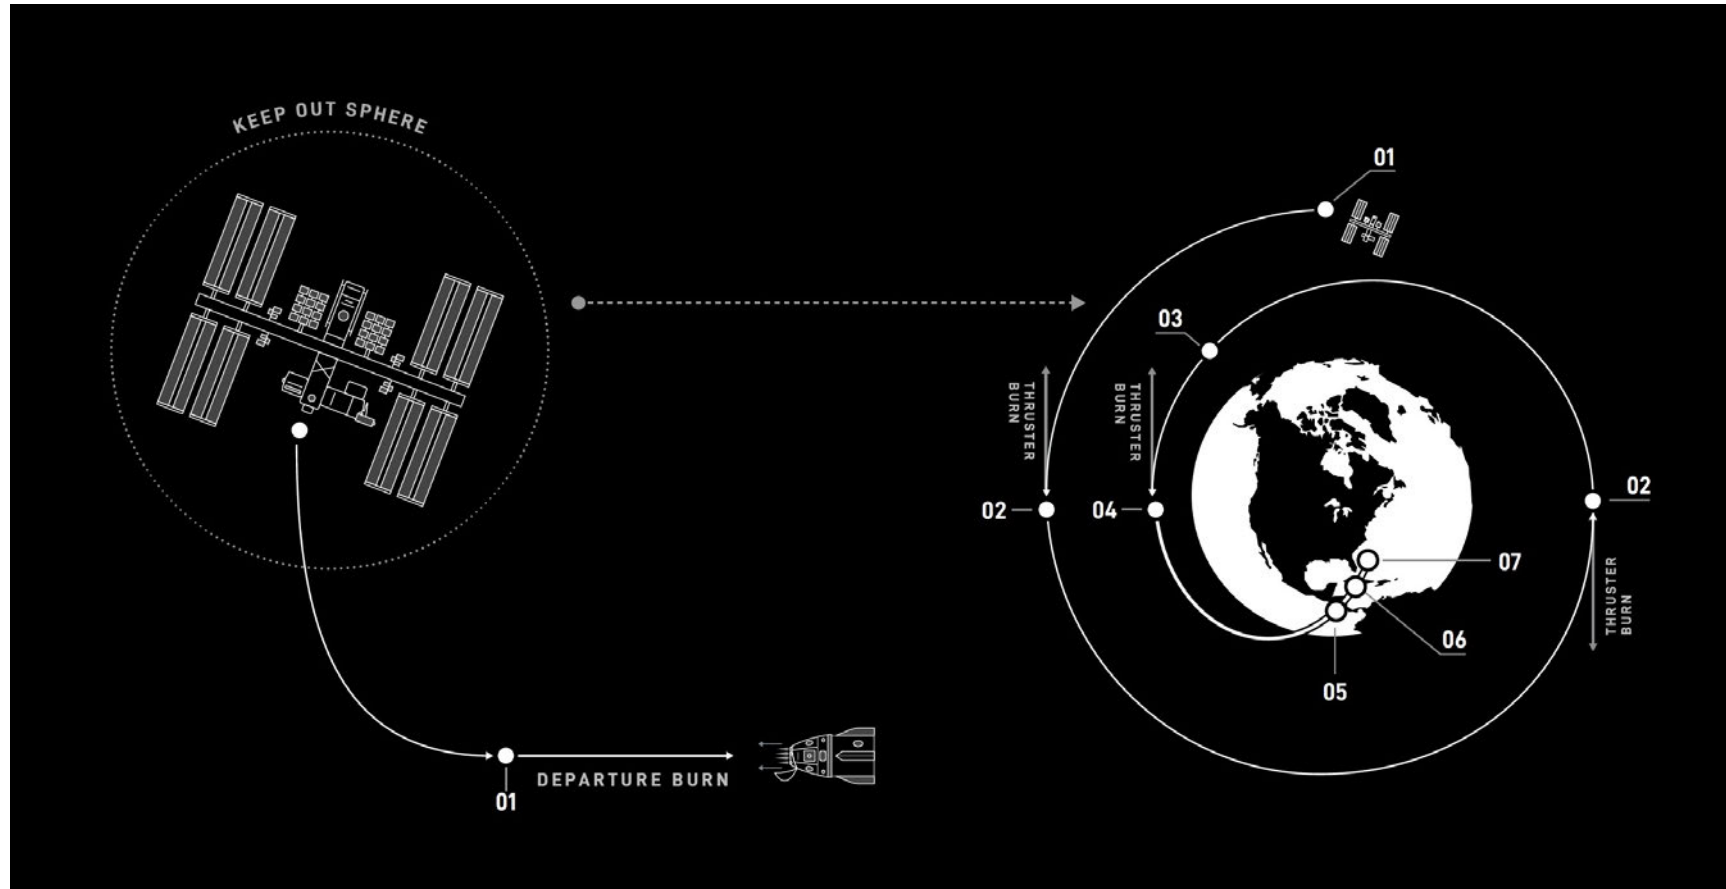 KEEP OUT SPHERE
01
DEPARTURE BURN
01
03
THRUSTER
BURN
THRUSTER
BURN
02
04
02
07
THRUSTER
BURN
06
05